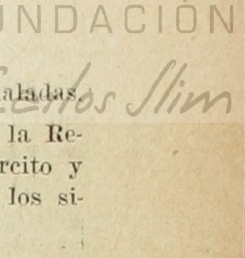 UNDACIÓN
Carlos Slim
aladas,
la Re-
rcito y
los si-